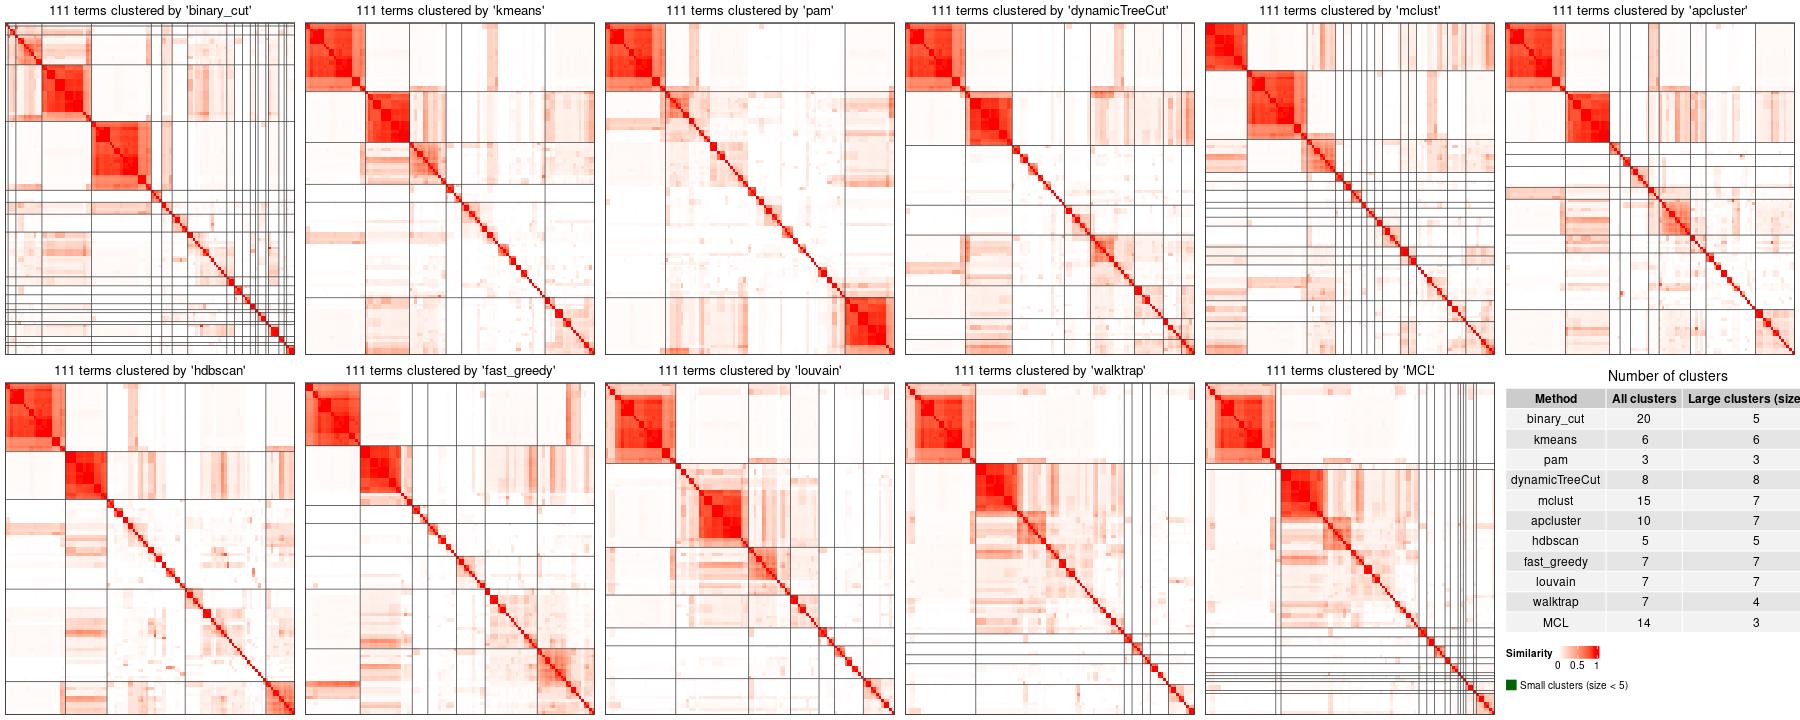 111 terms clustered by 'binary_cut'
111 terms clustered by 'kmeans'
111 terms clustered by 'pam'
111 terms clustered by 'dynamicTreeCut'
111 terms clustered by 'mclust'
111 terms clustered by 'apcluster'
111 terms clustered by 'hdbscan'
111 terms clustered by 'fast_greedy'
111 terms clustered by 'louvain'
111 terms clustered by 'walktrap'
111 terms clustered by 'MCL'
Number of clusters
Method All clusters Large clusters (size
binary_cut 20 5
kmeans 6 6
pam 3 3
dynamicTreeCut 8 8
mclust 15 7
apcluster 10 7
hdbscan 5 5
fast_greedy 7 7
louvain 7 7
walktrap 7 4
MCL 14 3
Similarity
0 0.5 1
Small clusters (size < 5)